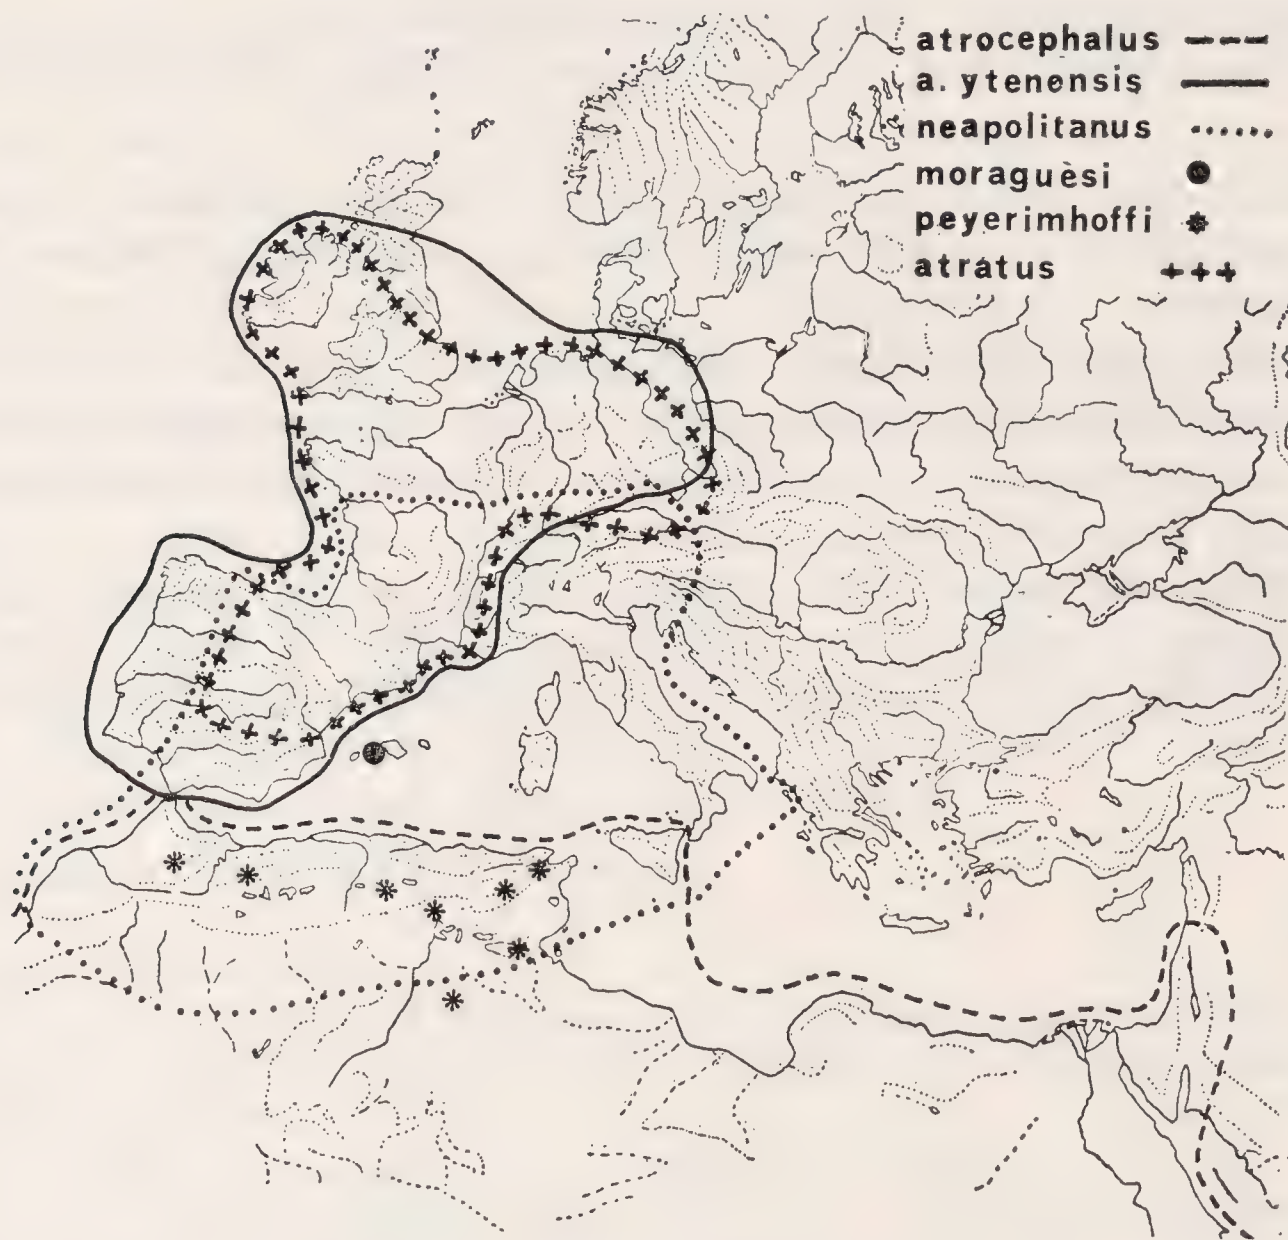 atrocephalus
a. ytenensis
neapolitanus
moraguèsi
peyerimhoffi
atratus